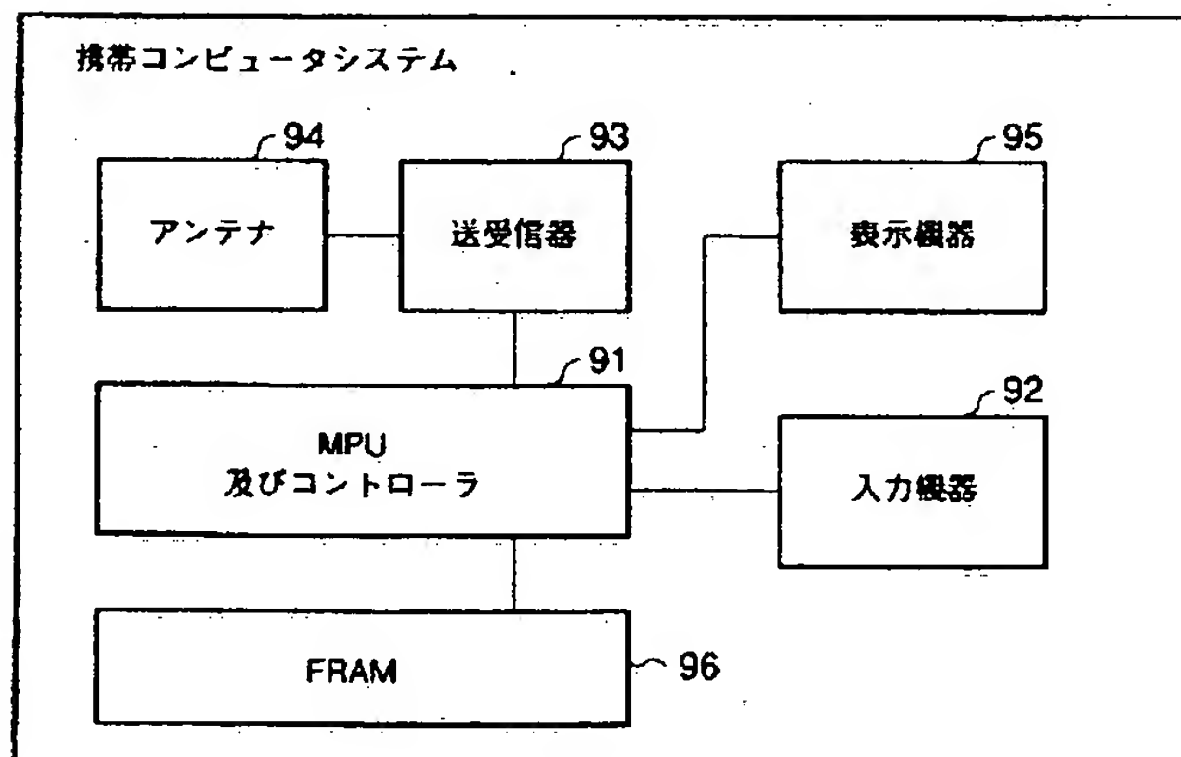 携帯コンピュータシステム
94
93
95
アンテナ
送受信器
表示機器
91
92
MPU
及びコントローラ
入力機器
FRAM
96